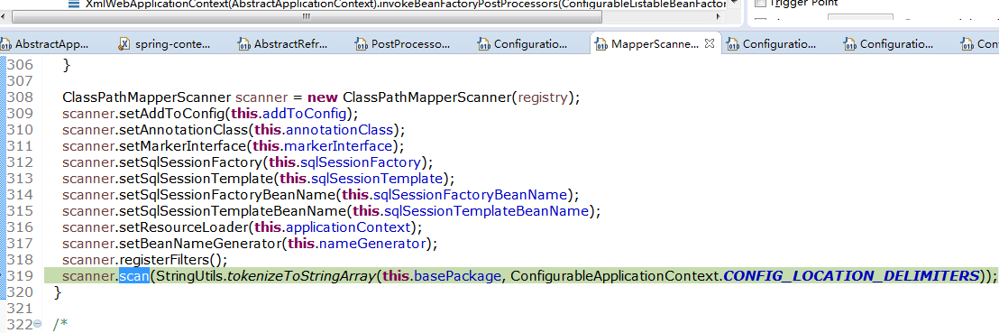 XmlWebApplicationContext(AbstractApplicationContext).invokeBeanFactoryPostProcessors(ConfigurableListableBeanFactor
Trigger Point
AbstractApp... spring-conte... AbstractRefr... PostProcesso... Configuratio... MapperScanne... Configuratio... Configuratio... Con
306 }
307
308 ClassPathMapperScanner scanner = new ClassPathMapperScanner(registry);
309 scanner.setAddToConfig(this.addToConfig);
310 scanner.setAnnotationClass(this.annotationClass);
311 scanner.setMarkerInterface(this.markerInterface);
312 scanner.setSqlSessionFactory(this.sqlSessionFactory);
313 scanner.setSqlSessionTemplate(this.sqlSessionTemplate);
314 scanner.setSqlSessionFactoryBeanName(this.sqlSessionFactoryBeanName);
315 scanner.setSqlSessionTemplateBeanName(this.sqlSessionTemplateBeanName);
316 scanner.setResourceLoader(this.applicationContext);
317 scanner.setBeanNameGenerator(this.nameGenerator);
318 scanner.registerFilters();
319 scanner.scan(StringUtils.tokenizeToStringArray(this.basePackage, ConfigurableApplicationContext.CONFIG_LOCATION_DELIMITERS));
320 }
321
322 /*